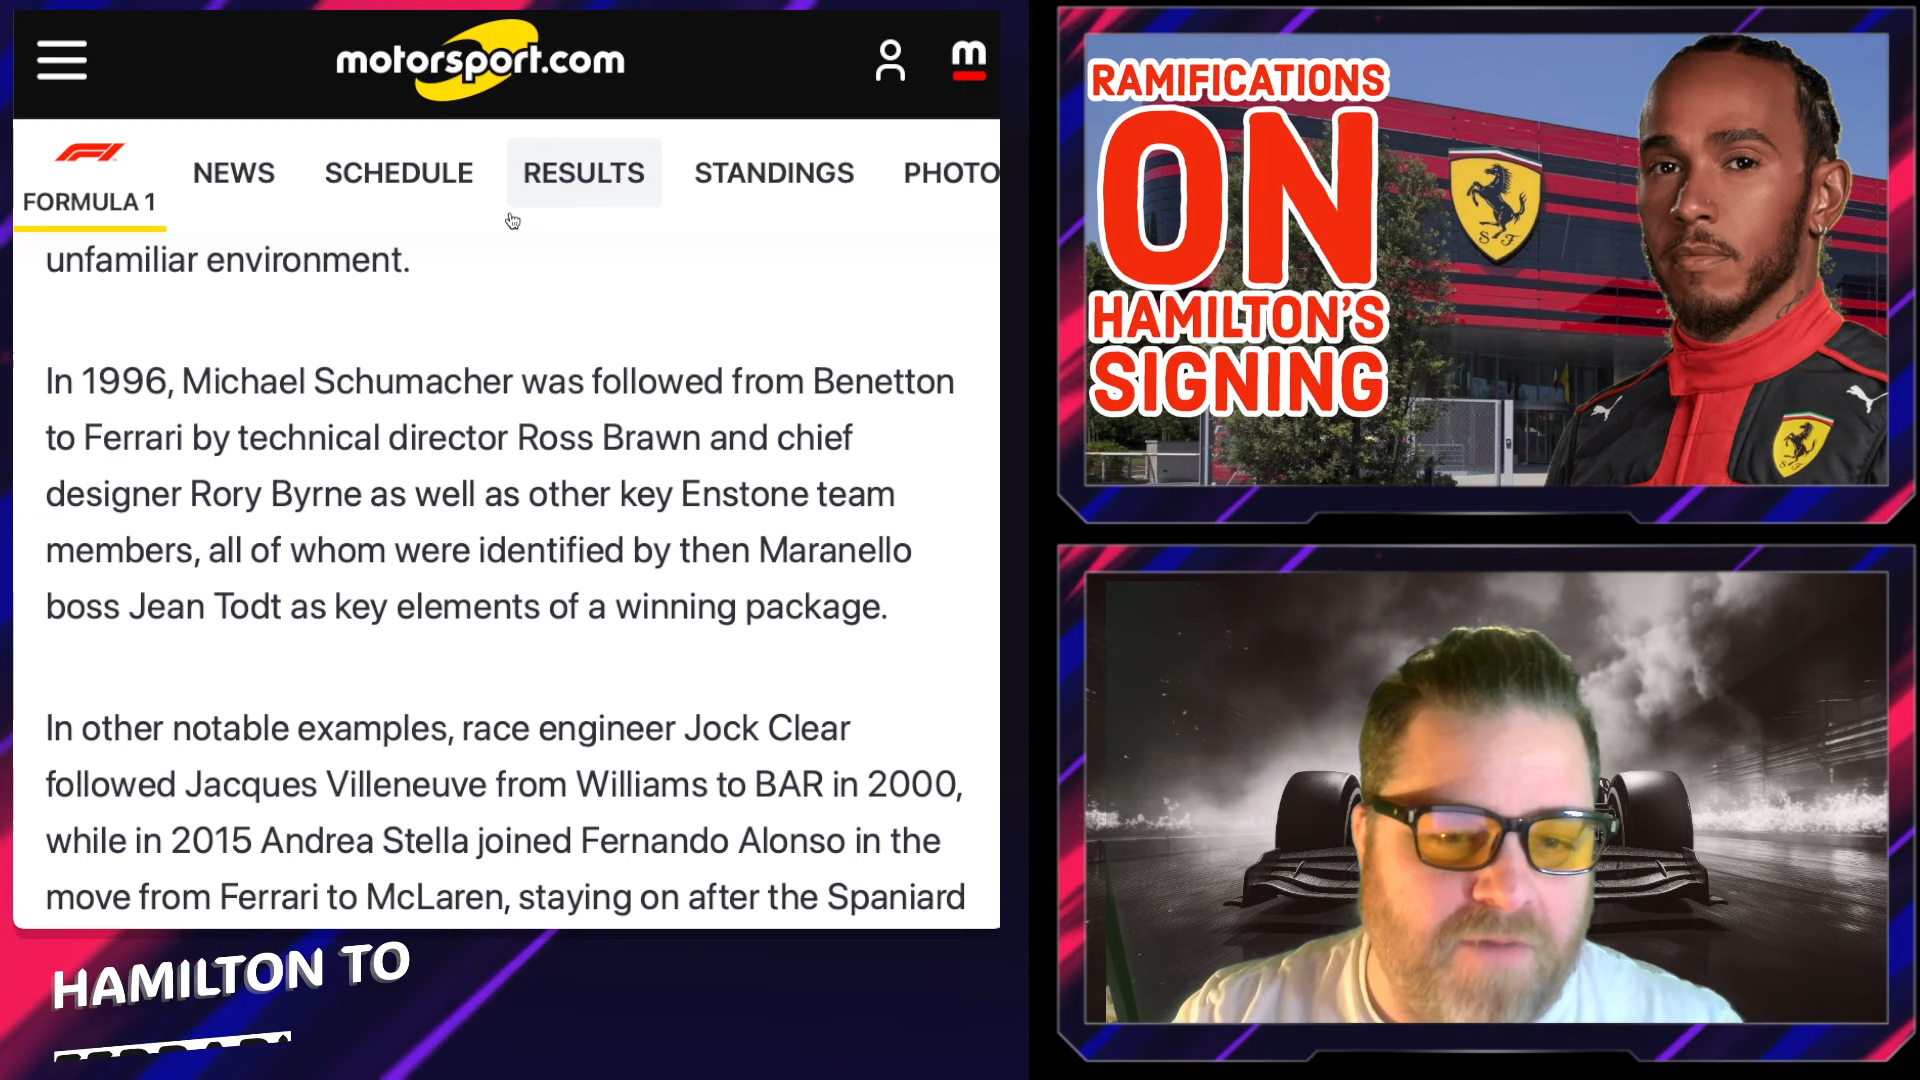 motorsport.com
m
FORMULA 1
NEWS
SCHEDULE
RESULTS
STANDINGS
PHOTO
unfamiliar environment.
In 1996, Michael Schumacher was followed from Benetton
to Ferrari by technical director Ross Brawn and chief
designer Rory Byrne as well as other key Enstone team
members, all of whom were identified by then Maranello
boss Jean Todt as key elements of a winning package.
In other notable examples, race engineer Jock Clear
followed Jacques Villeneuve from Williams to BAR in 2000,
while in 2015 Andrea Stella joined Fernando Alonso in the
move from Ferrari to McLaren, staying on after the Spaniard
HAMILTON TO
RAMIFICATIONS
ON
HAMILTON'S
SIGNING
S F
S F